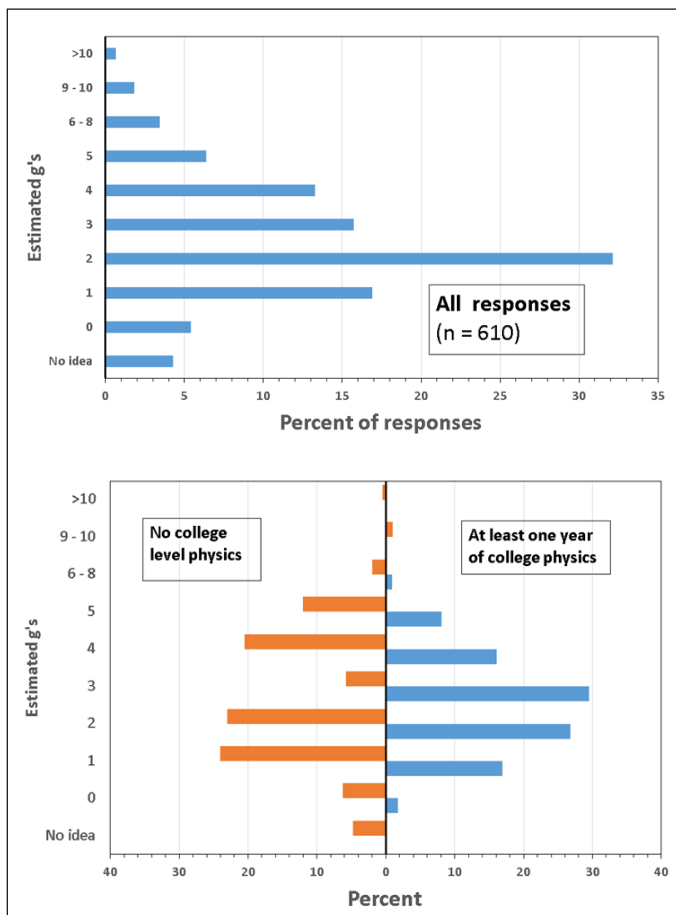 >10
9 - 10
6 - 8
5
4
3
2
1
0
No idea
Estimated g's
All responses
(n = 610)
0 5 10 15 20 25 30 35
Percent of responses
>10
9 - 10
6 - 8
5
4
3
2
1
0
No idea
Estimated g's
No college
level physics
At least one year
of college physics
40 30 20 10 0 10 20 30 40
Percent